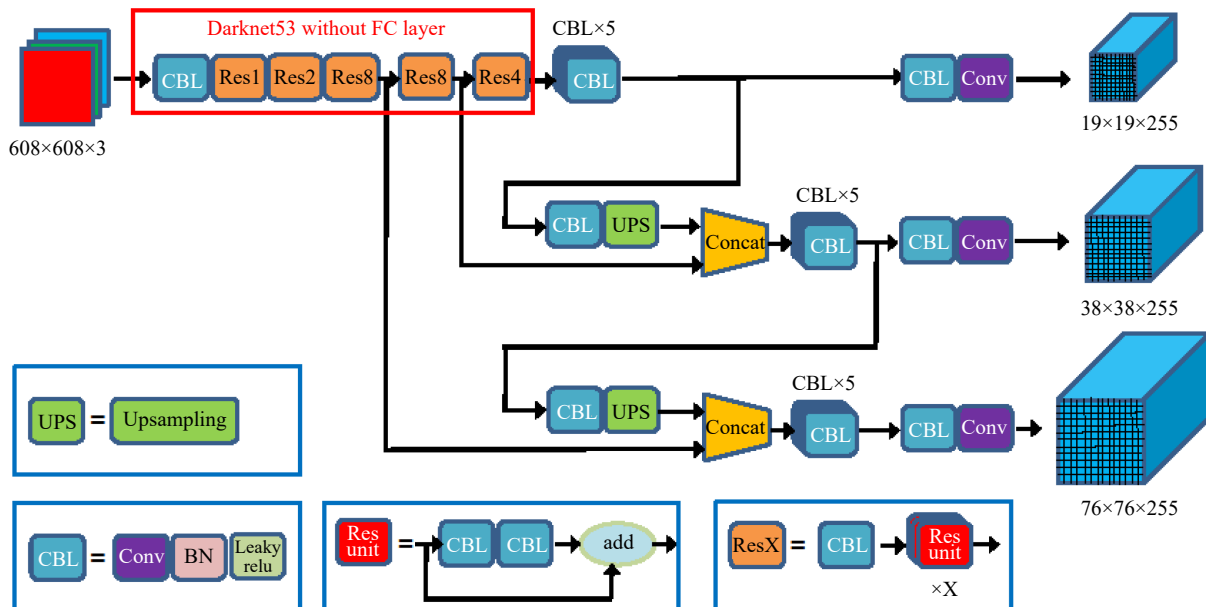 Darknet53 without FC layer
CBL×5
CBL Res1 Res2 Res8 Res8 Res4 CBL CBL Conv
608×608×3
19×19×255
CBL×5
CBL UPS Concat CBL CBL Conv
38×38×255
CBL×5
CBL UPS Concat CBL CBL Conv
76×76×255
UPS = Upsampling
CBL = Conv BN Leaky relu
Res unit = CBL CBL add
ResX = CBL Res unit
×X